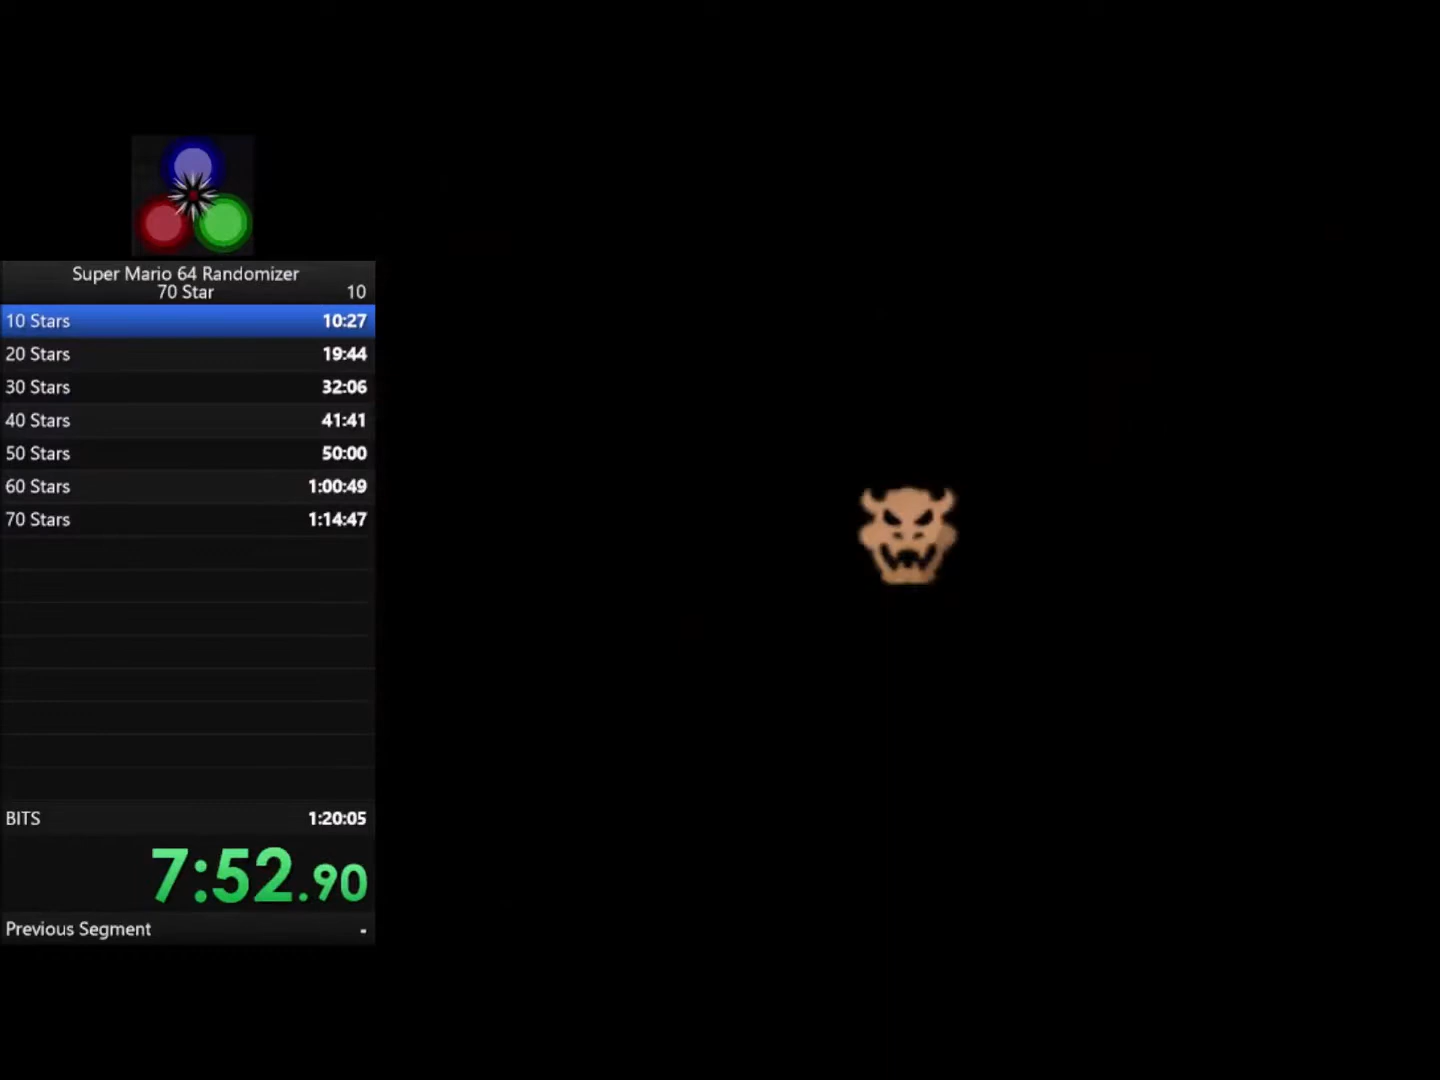 Super Mario 64 Randomizer
70 Star 10
10 Stars 10:27
20 Stars 19:44
30 Stars 32:06
40 Stars 41:41
50 Stars 50:00
60 Stars 1:00:49
70 Stars 1:14:47
BITS 1:20:05
7:52.90
Previous Segment -